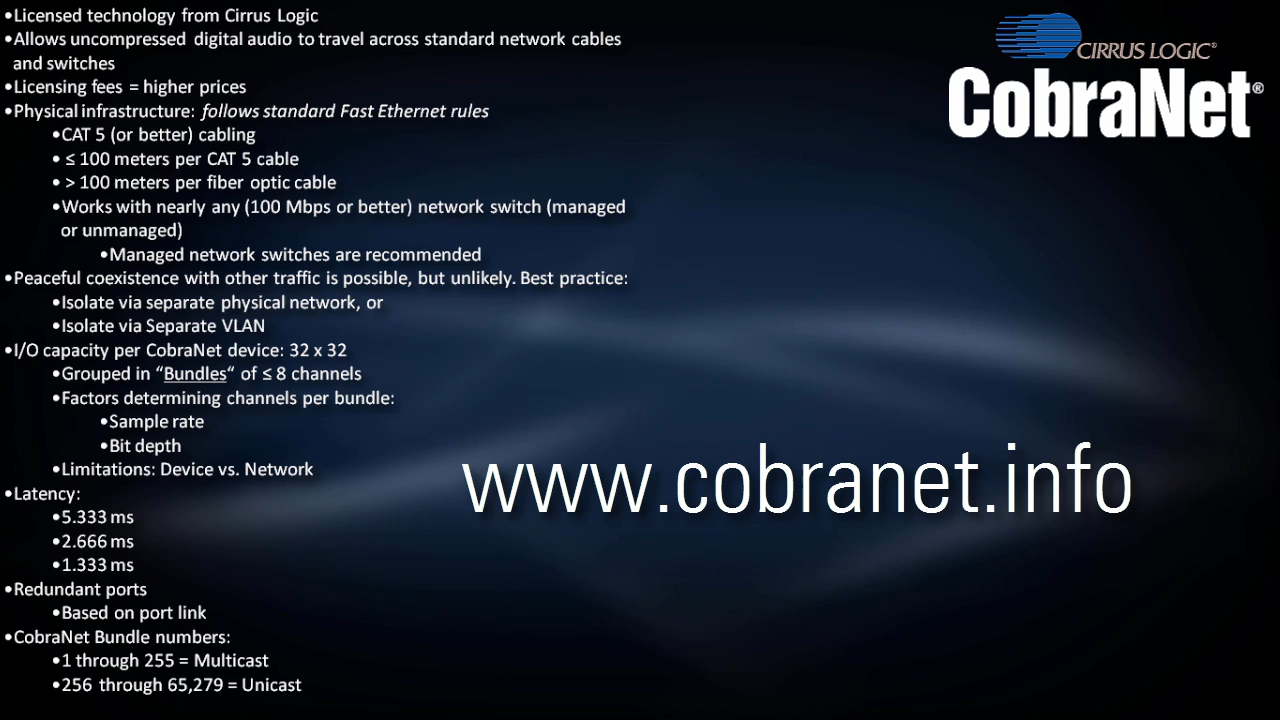 •Licensed technology from Cirrus Logic
•Allows uncompressed digital audio to travel across standard network cables
and switches
•Licensing fees = higher prices
•Physical infrastructure: follows standard Fast Ethernet rules
•CAT 5 (or better) cabling
• ≤ 100 meters per CAT 5 cable
• > 100 meters per fiber optic cable
•Works with nearly any (100 Mbps or better) network switch (managed
or unmanaged)
•Managed network switches are recommended
•Peaceful coexistence with other traffic is possible, but unlikely. Best practice:
•Isolate via separate physical network, or
•Isolate via Separate VLAN
•I/O capacity per CobraNet device: 32 x 32
•Grouped in “Bundles“ of ≤ 8 channels
•Factors determining channels per bundle:
•Sample rate
•Bit depth
•Limitations: Device vs. Network
•Latency:
•5.333 ms
•2.666 ms
•1.333 ms
•Redundant ports
•Based on port link
•CobraNet Bundle numbers:
•1 through 255 = Multicast
•256 through 65,279 = Unicast
CIRRUS LOGIC®
CobraNet®
www.cobranet.info